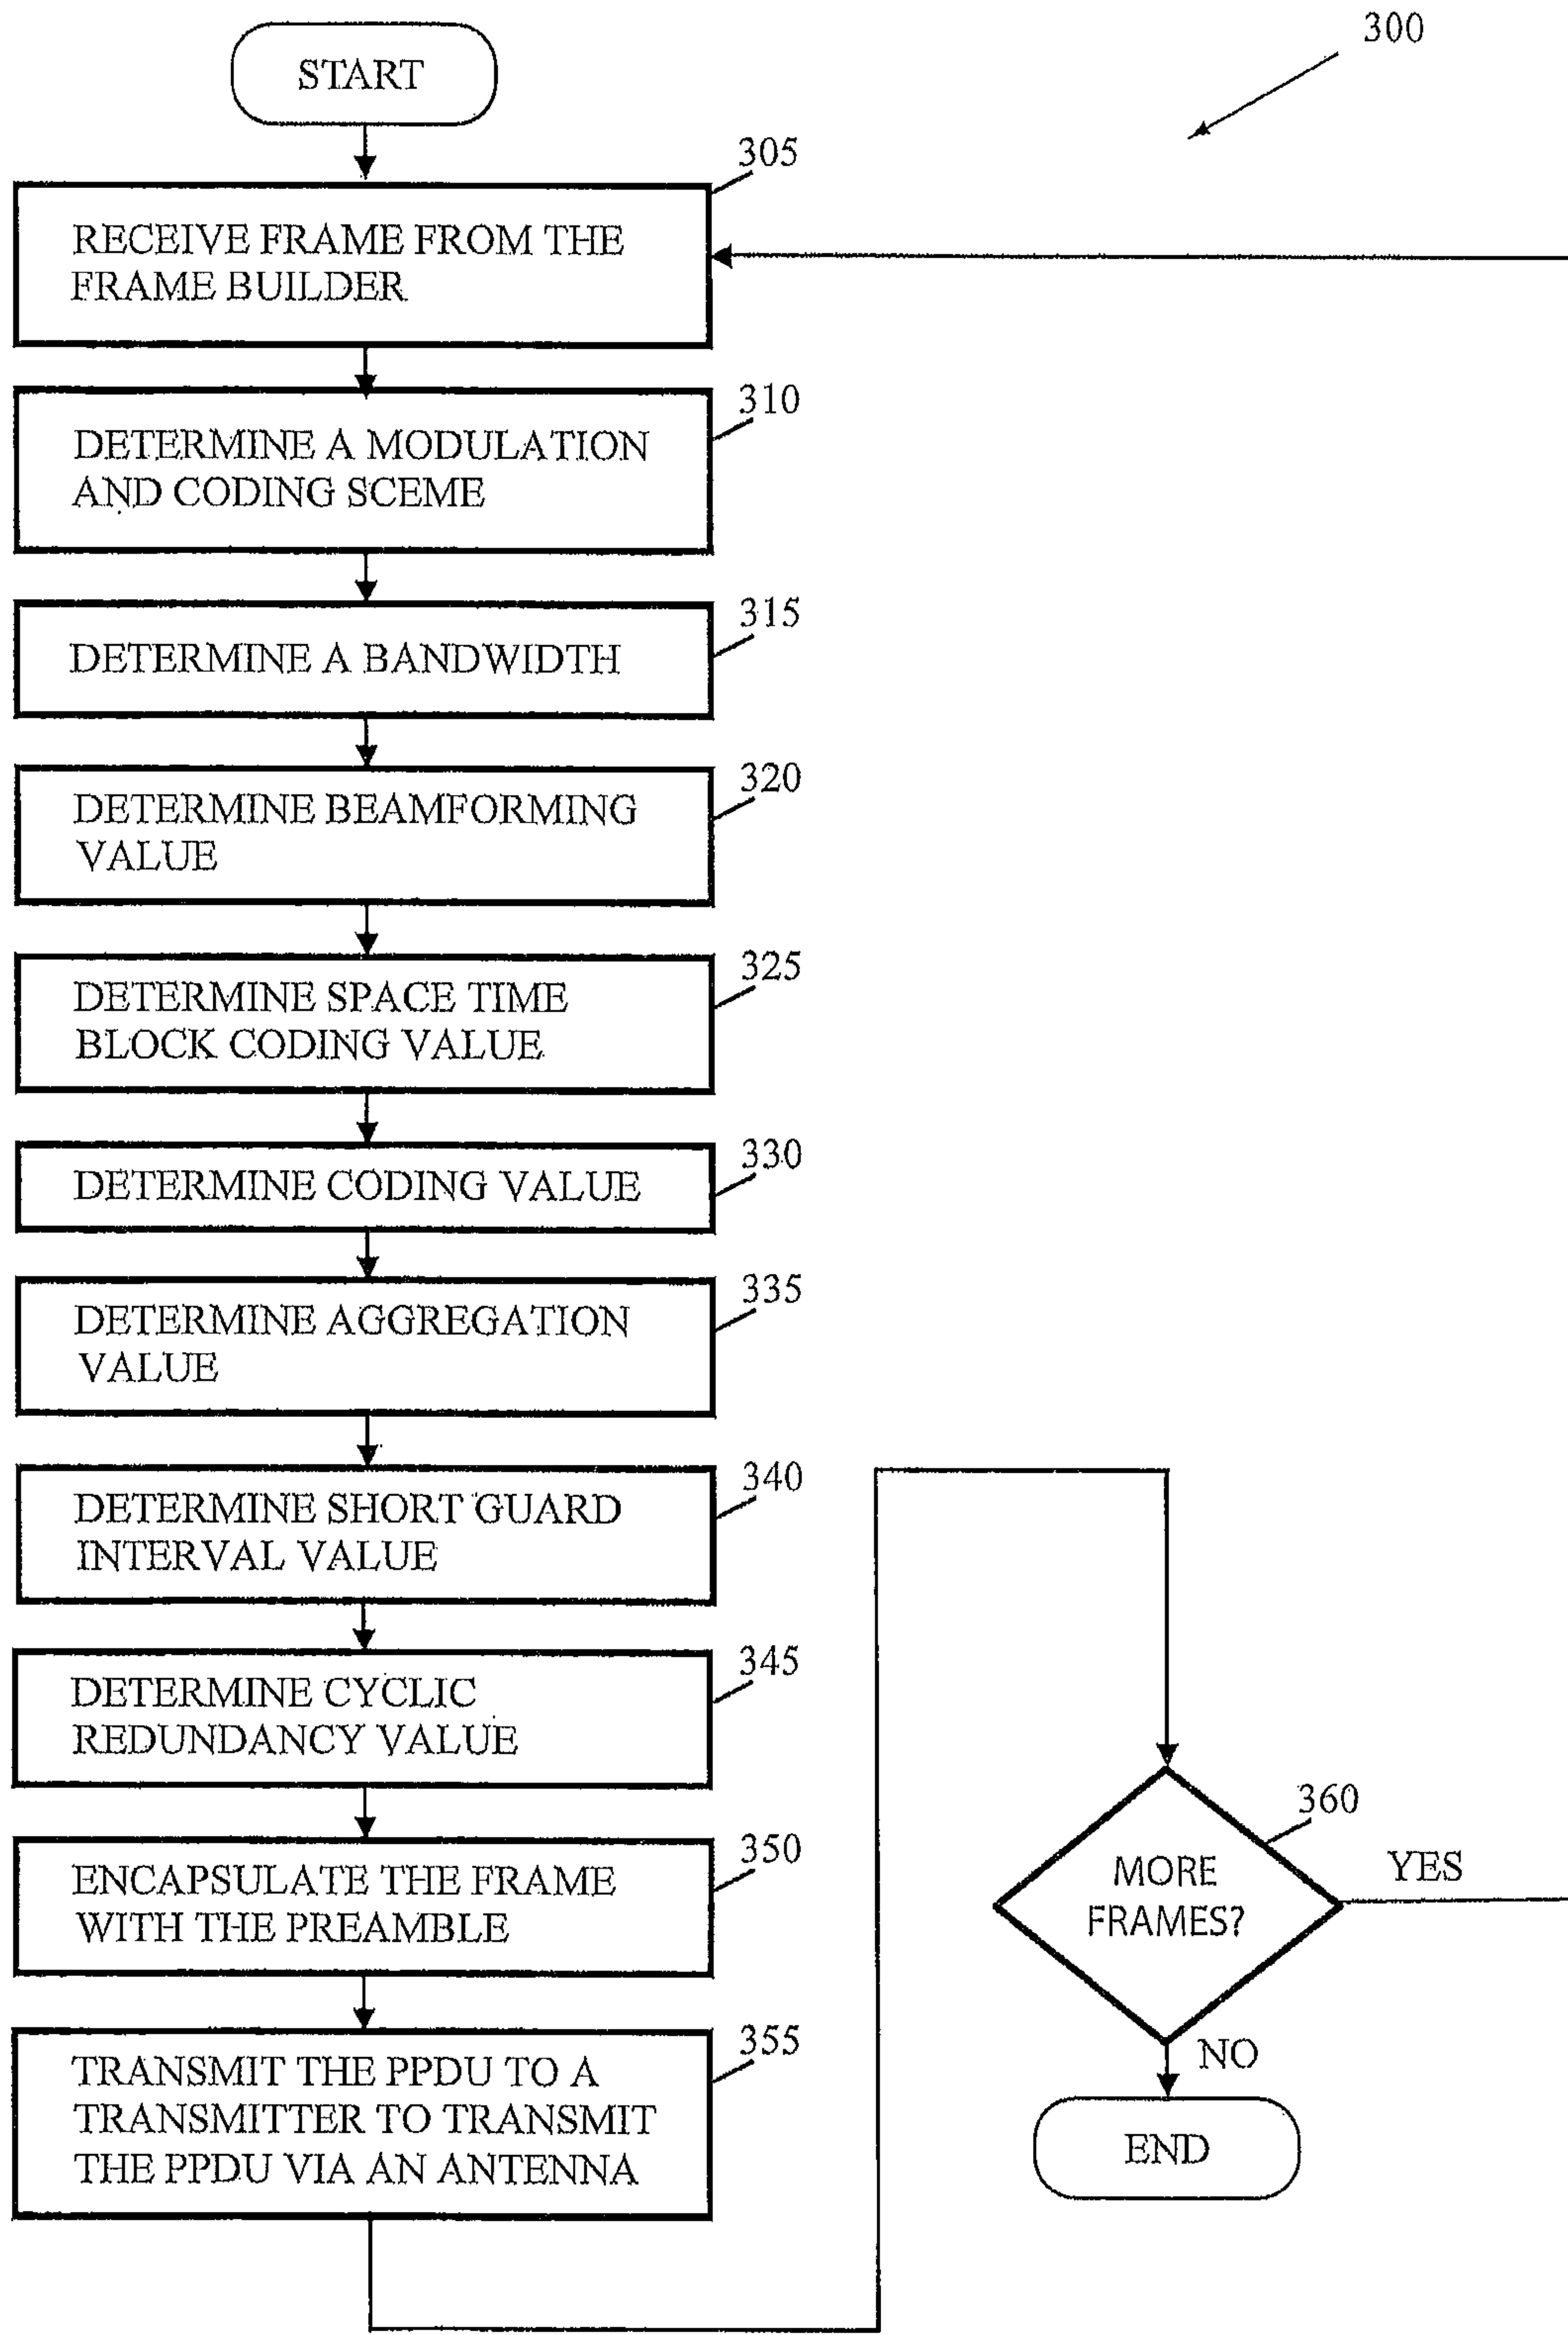 START
300
305
RECEIVE FRAME FROM THE
FRAME BUILDER
310
DETERMINE A MODULATION
AND CODING SCEME
315
DETERMINE A BANDWIDTH
320
DETERMINE BEAMFORMING
VALUE
325
DETERMINE SPACE TIME
BLOCK CODING VALUE
330
DETERMINE CODING VALUE
335
DETERMINE AGGREGATION
VALUE
340
DETERMINE SHORT GUARD
INTERVAL VALUE
345
DETERMINE CYCLIC
REDUNDANCY VALUE
350
ENCAPSULATE THE FRAME
WITH THE PREAMBLE
355
TRANSMIT THE PPDU TO A
TRANSMITTER TO TRANSMIT
THE PPDU VIA AN ANTENNA
360
MORE
FRAMES?
YES
NO
END